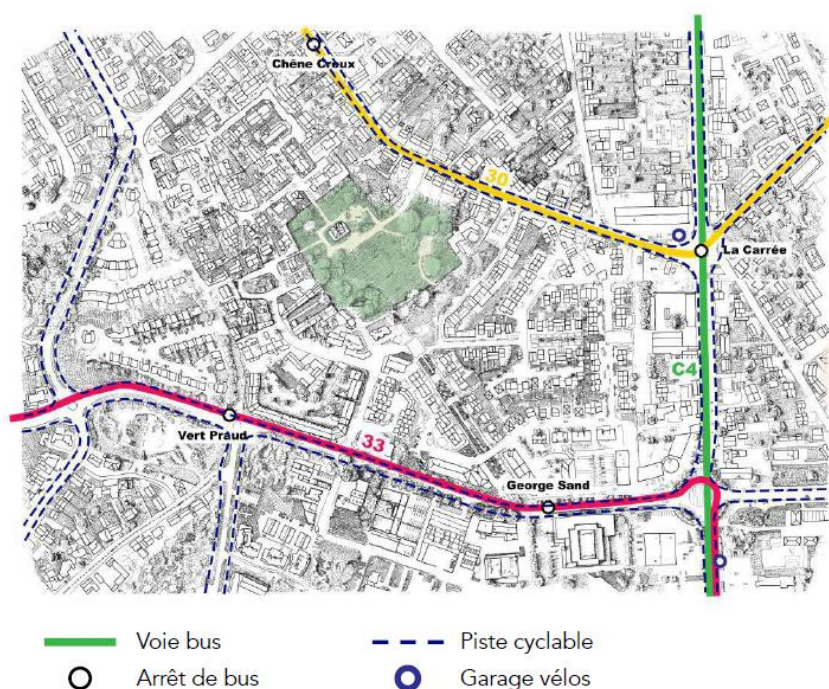 Chêne Creux
30
La Carrée
C4
Vert Praud
33
George Sand
Voie bus
Piste cyclable
Arrêt de bus
Garage vélos